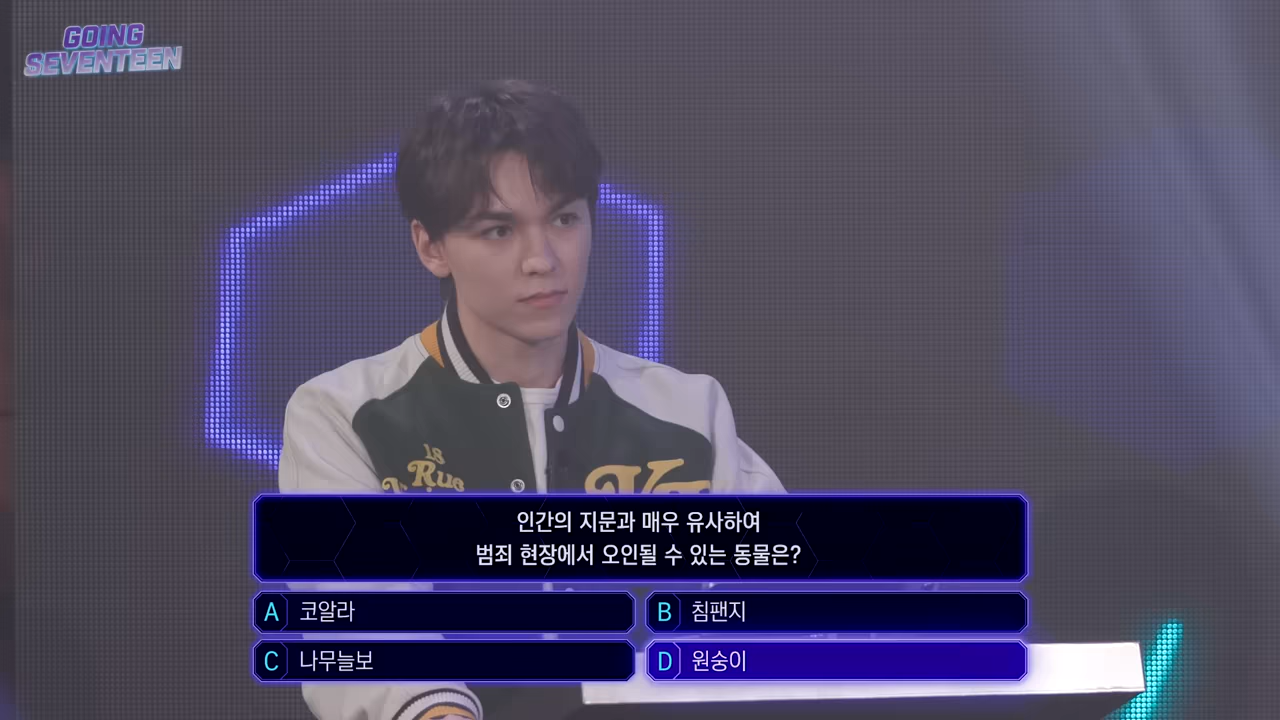 GOING
SEVENTEEN
18
인간의 지문과 매우 유사하여
범죄 현장에서 오인될 수 있는 동물은?
A 코알라
B 침팬지
C 나무늘보
D 원숭이